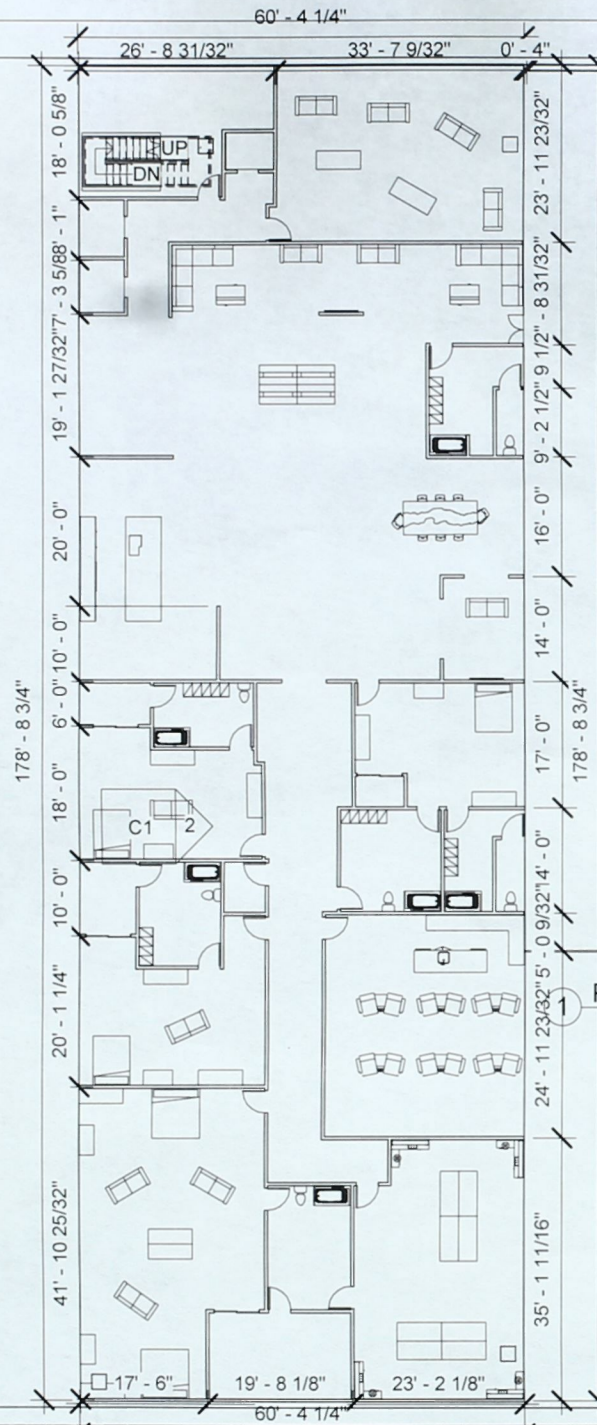 60' - 4 1/4"
26' - 8 31/32"
33' - 7 9/32"
0' - 4"
18' - 0 5/8"
UP
DN
23' - 11 23/32"
8' - 1"
7' - 3 5/8"
8 31/32"
19' - 1 27/32"
9 1/2"
9' - 2 1/2"
20' - 0"
16' - 0"
10' - 0"
14' - 0"
178' - 8 3/4"
178' - 8 3/4"
6' - 0"
17' - 0"
18' - 0"
C1
2
14' - 0"
10' - 0"
5' - 0 9/32"
20' - 1 1/4"
24' - 11 23/32"
1
41' - 10 25/32"
35' - 1 11/16"
17' - 6"
19' - 8 1/8"
23' - 2 1/8"
60' - 4 1/4"